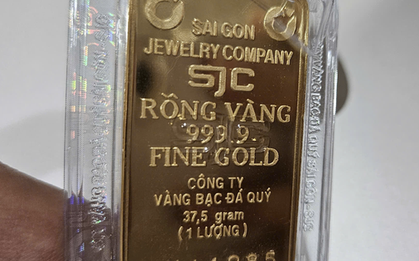 SAIGON
JEWELRY COMPANY
SJC
RỒNG VÀNG
999.9
FINE GOLD
CÔNG TY
VÀNG BẠC ĐÁ QUÝ
37,5 gram
(1 LƯỢNG)